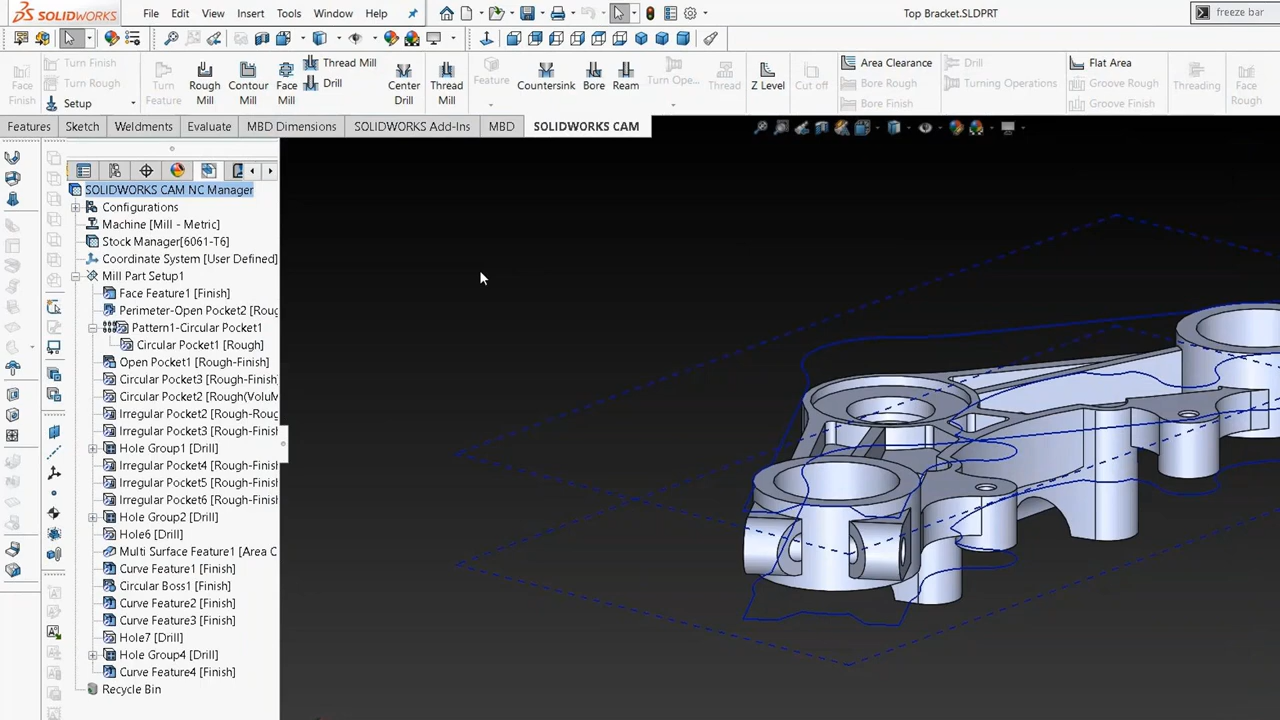 SOLIDWORKS File Edit View Insert Tools Window Help Top Bracket.SLDPRT freeze bar
Face Finish
Turn Finish
Turn Rough
Setup
Turn Feature
Rough Mill
Contour Mill
Face Mill
Thread Mill
Drill
Center Drill
Thread Mill
Feature
Countersink
Bore
Ream
Turn Ope...
Thread
Z Level
Cut off
Area Clearance
Bore Rough
Bore Finish
Drill
Turning Operations
Flat Area
Groove Rough
Groove Finish
Threading
Face Rough
Features Sketch Weldments Evaluate MBD Dimensions SOLIDWORKS Add-Ins MBD SOLIDWORKS CAM
SOLIDWORKS CAM NC Manager
Configurations
Machine [Mill - Metric]
Stock Manager[6061-T6]
Coordinate System [User Defined]
Mill Part Setup1
Face Feature1 [Finish]
Perimeter-Open Pocket2 [Roug
Pattern1-Circular Pocket1
Circular Pocket1 [Rough]
Open Pocket1 [Rough-Finish]
Circular Pocket3 [Rough-Finish]
Circular Pocket2 [Rough(VoluM
Irregular Pocket2 [Rough-Roug
Irregular Pocket3 [Rough-Finish
Hole Group1 [Drill]
Irregular Pocket4 [Rough-Finish
Irregular Pocket5 [Rough-Finish
Irregular Pocket6 [Rough-Finish
Hole Group2 [Drill]
Hole6 [Drill]
Multi Surface Feature1 [Area C
Curve Feature1 [Finish]
Circular Boss1 [Finish]
Curve Feature2 [Finish]
Curve Feature3 [Finish]
Hole7 [Drill]
Hole Group4 [Drill]
Curve Feature4 [Finish]
Recycle Bin